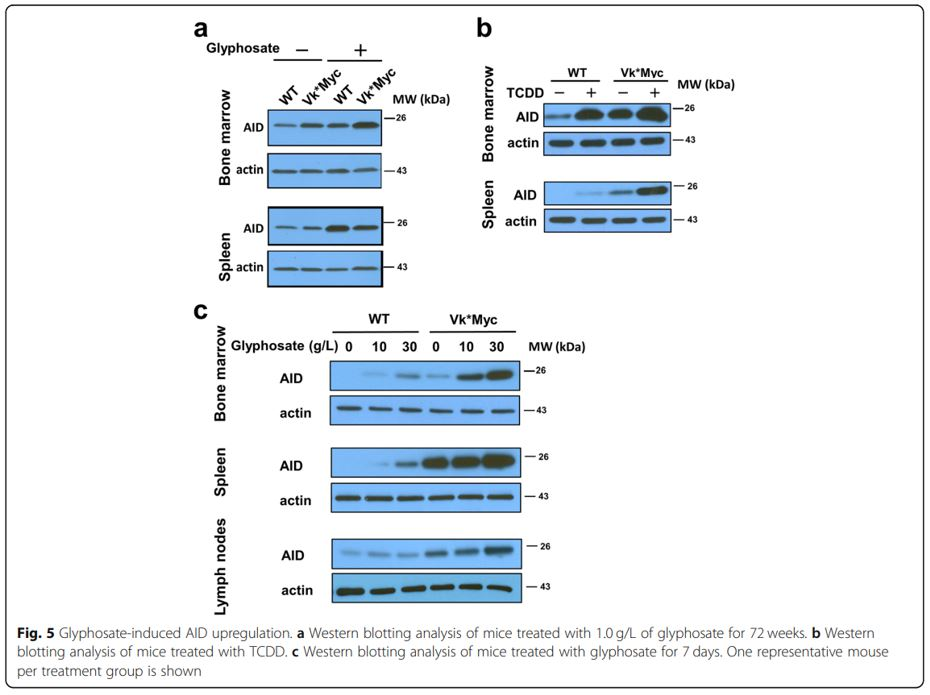 a
Glyphosate − +
WT Vk*Myc WT Vk*Myc
MW (kDa)
Bone marrow
AID 26
actin 43
Spleen
AID 26
actin 43
b
WT Vk*Myc
TCDD − + − + MW (kDa)
Bone marrow
AID 26
actin 43
Spleen
AID 26
actin 43
c
WT Vk*Myc
Glyphosate (g/L) 0 10 30 0 10 30 MW (kDa)
Bone marrow
AID 26
actin 43
Spleen
AID 26
actin 43
Lymph nodes
AID 26
actin 43
Fig. 5 Glyphosate-induced AID upregulation. a Western blotting analysis of mice treated with 1.0 g/L of glyphosate for 72 weeks. b Western
blotting analysis of mice treated with TCDD. c Western blotting analysis of mice treated with glyphosate for 7 days. One representative mouse
per treatment group is shown